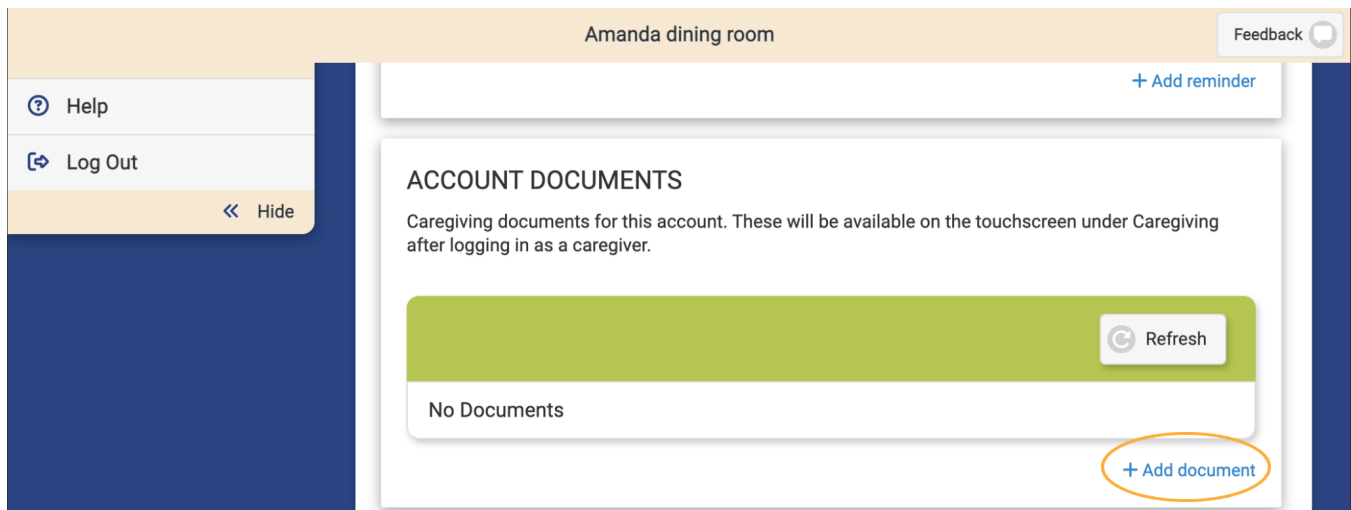 Amanda dining room
Feedback
Help
Log Out
Hide
+ Add reminder
ACCOUNT DOCUMENTS
Caregiving documents for this account. These will be available on the touchscreen under Caregiving
after logging in as a caregiver.
Refresh
No Documents
+ Add document